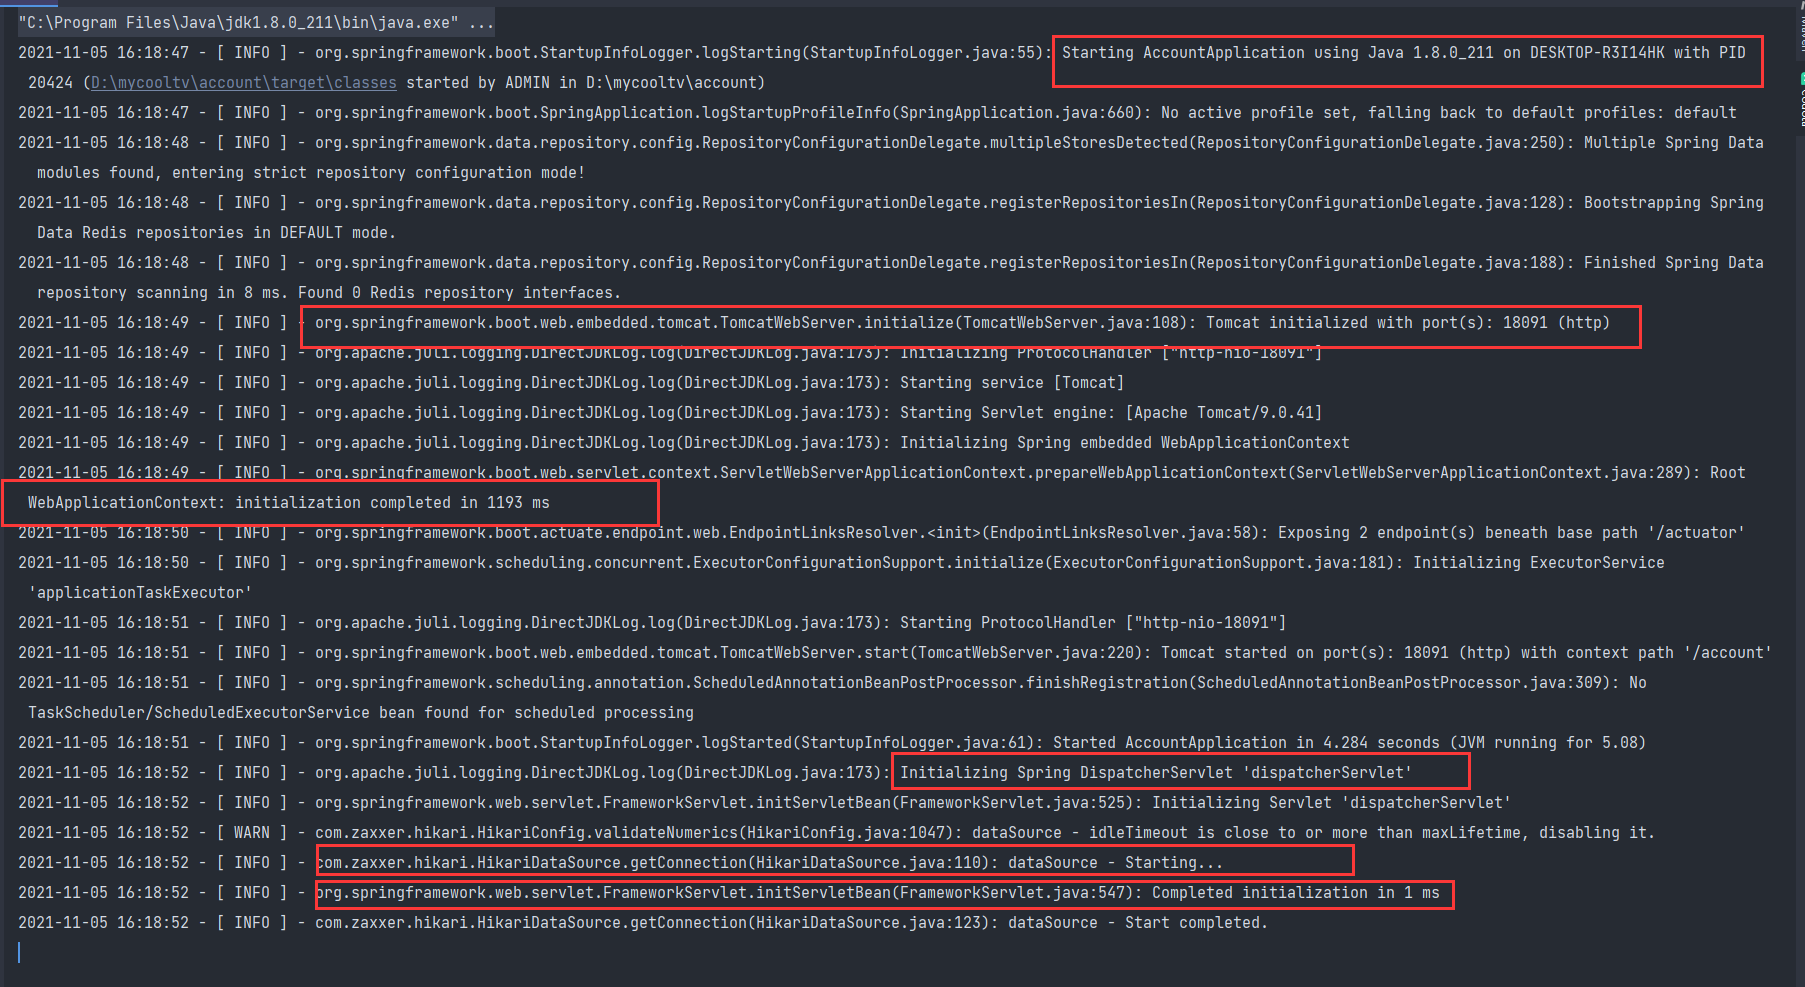 "C:\Program Files\Java\jdk1.8.0_211\bin\java.exe" ...
2021-11-05 16:18:47 - [ INFO ] - org.springframework.boot.StartupInfoLogger.logStarting(StartupInfoLogger.java:55): Starting AccountApplication using Java 1.8.0_211 on DESKTOP-R3I14HK with PID
20424 (D:\mycooltv\account\target\classes started by ADMIN in D:\mycooltv\account)
2021-11-05 16:18:47 - [ INFO ] - org.springframework.boot.SpringApplication.logStartupProfileInfo(SpringApplication.java:660): No active profile set, falling back to default profiles: default
2021-11-05 16:18:48 - [ INFO ] - org.springframework.data.repository.config.RepositoryConfigurationDelegate.multipleStoresDetected(RepositoryConfigurationDelegate.java:250): Multiple Spring Data
modules found, entering strict repository configuration mode!
2021-11-05 16:18:48 - [ INFO ] - org.springframework.data.repository.config.RepositoryConfigurationDelegate.registerRepositoriesIn(RepositoryConfigurationDelegate.java:128): Bootstrapping Spring
Data Redis repositories in DEFAULT mode.
2021-11-05 16:18:48 - [ INFO ] - org.springframework.data.repository.config.RepositoryConfigurationDelegate.registerRepositoriesIn(RepositoryConfigurationDelegate.java:188): Finished Spring Data
repository scanning in 8 ms. Found 0 Redis repository interfaces.
2021-11-05 16:18:49 - [ INFO ] - org.springframework.boot.web.embedded.tomcat.TomcatWebServer.initialize(TomcatWebServer.java:108): Tomcat initialized with port(s): 18091 (http)
2021-11-05 16:18:49 - [ INFO ] - org.apache.juli.logging.DirectJDKLog.log(DirectJDKLog.java:173): Initializing ProtocolHandler ["http-nio-18091"]
2021-11-05 16:18:49 - [ INFO ] - org.apache.juli.logging.DirectJDKLog.log(DirectJDKLog.java:173): Starting service [Tomcat]
2021-11-05 16:18:49 - [ INFO ] - org.apache.juli.logging.DirectJDKLog.log(DirectJDKLog.java:173): Starting Servlet engine: [Apache Tomcat/9.0.41]
2021-11-05 16:18:49 - [ INFO ] - org.apache.juli.logging.DirectJDKLog.log(DirectJDKLog.java:173): Initializing Spring embedded WebApplicationContext
2021-11-05 16:18:49 - [ INFO ] - org.springframework.boot.web.servlet.context.ServletWebServerApplicationContext.prepareWebApplicationContext(ServletWebServerApplicationContext.java:289): Root
WebApplicationContext: initialization completed in 1193 ms
2021-11-05 16:18:50 - [ INFO ] - org.springframework.boot.actuate.endpoint.web.EndpointLinksResolver.<init>(EndpointLinksResolver.java:58): Exposing 2 endpoint(s) beneath base path '/actuator'
2021-11-05 16:18:50 - [ INFO ] - org.springframework.scheduling.concurrent.ExecutorConfigurationSupport.initialize(ExecutorConfigurationSupport.java:181): Initializing ExecutorService
'applicationTaskExecutor'
2021-11-05 16:18:51 - [ INFO ] - org.apache.juli.logging.DirectJDKLog.log(DirectJDKLog.java:173): Starting ProtocolHandler ["http-nio-18091"]
2021-11-05 16:18:51 - [ INFO ] - org.springframework.boot.web.embedded.tomcat.TomcatWebServer.start(TomcatWebServer.java:220): Tomcat started on port(s): 18091 (http) with context path '/account'
2021-11-05 16:18:51 - [ INFO ] - org.springframework.scheduling.annotation.ScheduledAnnotationBeanPostProcessor.finishRegistration(ScheduledAnnotationBeanPostProcessor.java:309): No
TaskScheduler/ScheduledExecutorService bean found for scheduled processing
2021-11-05 16:18:51 - [ INFO ] - org.springframework.boot.StartupInfoLogger.logStarted(StartupInfoLogger.java:61): Started AccountApplication in 4.284 seconds (JVM running for 5.08)
2021-11-05 16:18:52 - [ INFO ] - org.apache.juli.logging.DirectJDKLog.log(DirectJDKLog.java:173): Initializing Spring DispatcherServlet 'dispatcherServlet'
2021-11-05 16:18:52 - [ INFO ] - org.springframework.web.servlet.FrameworkServlet.initServletBean(FrameworkServlet.java:525): Initializing Servlet 'dispatcherServlet'
2021-11-05 16:18:52 - [ WARN ] - com.zaxxer.hikari.HikariConfig.validateNumerics(HikariConfig.java:1047): dataSource - idleTimeout is close to or more than maxLifetime, disabling it.
2021-11-05 16:18:52 - [ INFO ] - com.zaxxer.hikari.HikariDataSource.getConnection(HikariDataSource.java:110): dataSource - Starting...
2021-11-05 16:18:52 - [ INFO ] - org.springframework.web.servlet.FrameworkServlet.initServletBean(FrameworkServlet.java:547): Completed initialization in 1 ms
2021-11-05 16:18:52 - [ INFO ] - com.zaxxer.hikari.HikariDataSource.getConnection(HikariDataSource.java:123): dataSource - Start completed.